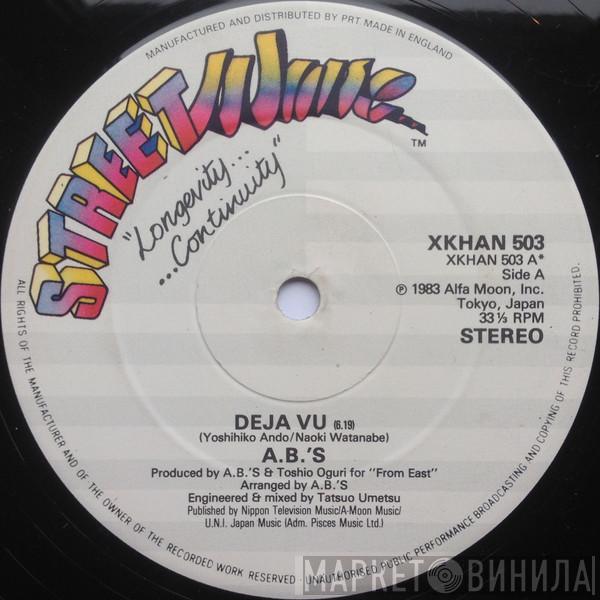 MANUFACTURED AND DISTRIBUTED BY PRT. MADE IN ENGLAND
STREET Wave...
TM
"Longevity...
...Continuity"
XKHAN 503
XKHAN 503 A*
Side A
℗ 1983 Alfa Moon, Inc.
Tokyo, Japan
33⅓ RPM
STEREO
DEJA VU (6.19)
(Yoshihiko Ando/Naoki Watanabe)
A.B.'S
Produced by A.B.'S & Toshio Oguri for "From East"
Arranged by A.B.'S
Engineered & mixed by Tatsuo Umetsu
Published by Nippon Television Music/A-Moon Music/
U.N.I. Japan Music (Adm. Pisces Music Ltd.)
ALL RIGHTS OF THE MANUFACTURER AND OF THE OWNER OF THE RECORDED WORK RESERVED · UNAUTHORISED PUBLIC PERFORMANCE BROADCASTING AND COPYING OF THIS RECORD PROHIBITED.
МАРКЕТ ВИНИЛА